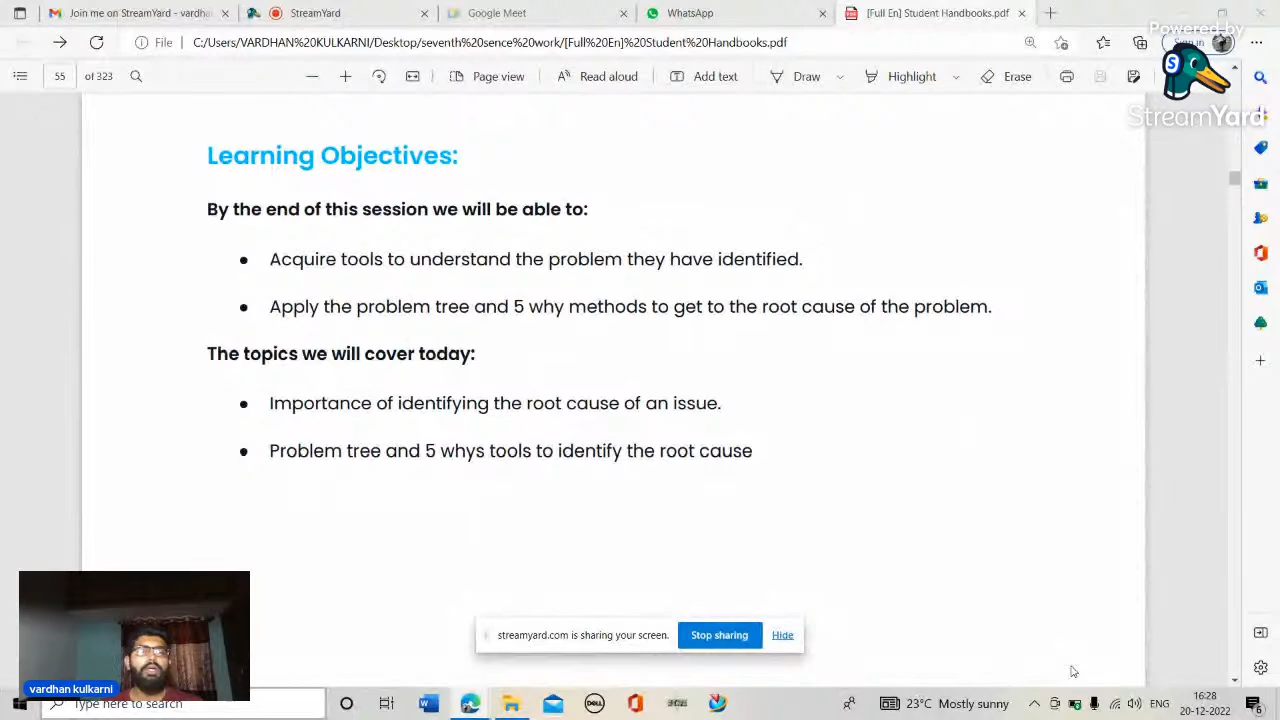 Join me on StreamYard
StreamYard
Google Meet
WhatsApp
[Full En] Student Handbooks.pdf
Powered by
File
C:/Users/VARDHAN KULKARNI/Desktop/seventh%20science%20work/[Full%20En]%20Student%20Handbooks.pdf
Sign in
55 of 323
Page view
Read aloud
Add text
Draw
Highlight
Erase
StreamYard
Learning Objectives:
By the end of this session we will be able to:
Acquire tools to understand the problem they have identified.
Apply the problem tree and 5 why methods to get to the root cause of the problem.
The topics we will cover today:
Importance of identifying the root cause of an issue.
Problem tree and 5 whys tools to identify the root cause
streamyard.com is sharing your screen.
Stop sharing
Hide
vardhan kulkarni
Type here to search
23°C Mostly sunny
ENG
16:28
20-12-2022